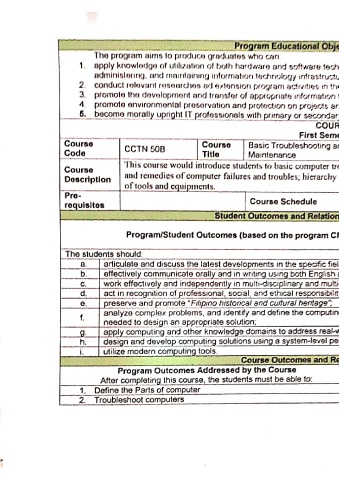 Program Educational Obje
The program aims to produce graduates who can
1. apply knowledge of utilization of both hardware and software tech
administering, and maintaining information technology infrastructu
2. conduct relevant researches ad extension program activities in th
3. promote the development and transfer of appropriate information
4. promote environmental preservation and protection on projects an
5. become morally upright IT professionals with primary or secondar
COUR
First Seme
Course Code CCTN 50B Course Title Basic Troubleshooting a
Maintenance
Course Description This course would introduce students to basic computer tr
and remedies of computer failures and troubles; hierarchy
of tools and equipments.
Pre-requisites Course Schedule
Student Outcomes and Relation
Program/Student Outcomes (based on the program CM
The students should:
a. articulate and discuss the latest developments in the specific fiel
b. effectively communicate orally and in writing using both English
c. work effectively and independently in multi-disciplinary and multi-
d. act in recognition of professional, social, and ethical responsibilit
e. preserve and promote "Filipino historical and cultural heritage";
f. analyze complex problems, and identify and define the computin
needed to design an appropriate solution;
g. apply computing and other knowledge domains to address real-w
h. design and develop computing solutions using a system-level pe
i. utilize modern computing tools.
Course Outcomes and Re
Program Outcomes Addressed by the Course
After completing this course, the students must be able to:
1. Define the Parts of computer
2. Troubleshoot computers